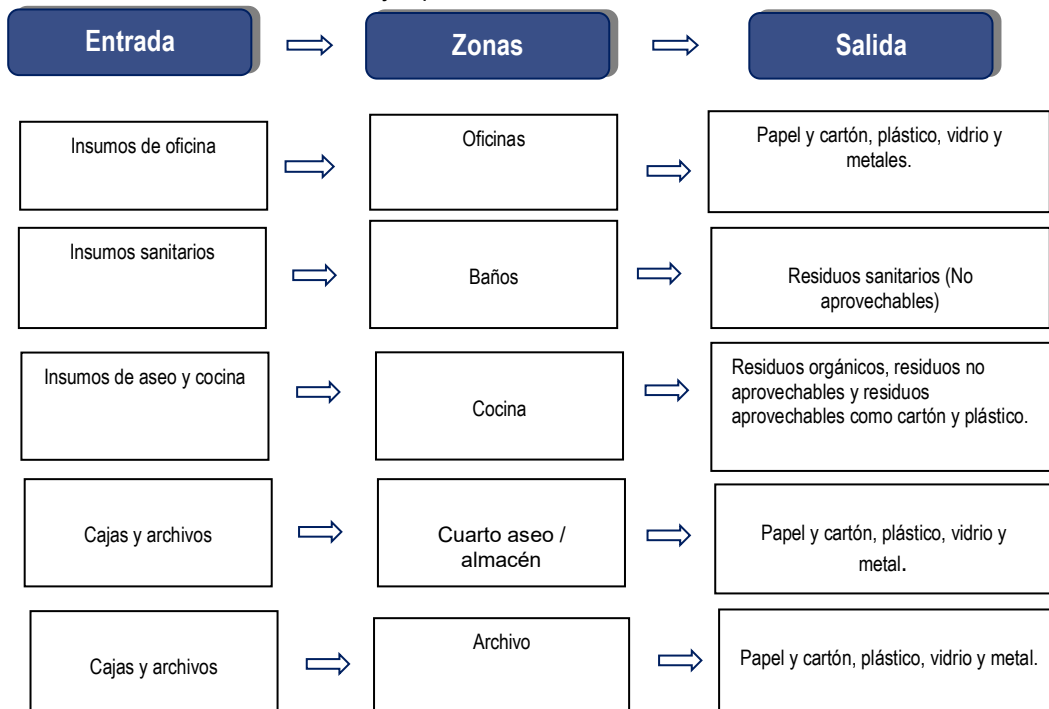 Entrada
Zonas
Salida
Insumos de oficina
Oficinas
Papel y cartón, plástico, vidrio y
metales.
Insumos sanitarios
Baños
Residuos sanitarios (No
aprovechables)
Insumos de aseo y cocina
Cocina
Residuos orgánicos, residuos no
aprovechables y residuos
aprovechables como cartón y plástico.
Cajas y archivos
Cuarto aseo /
almacén
Papel y cartón, plástico, vidrio y
metal.
Cajas y archivos
Archivo
Papel y cartón, plástico, vidrio y metal.